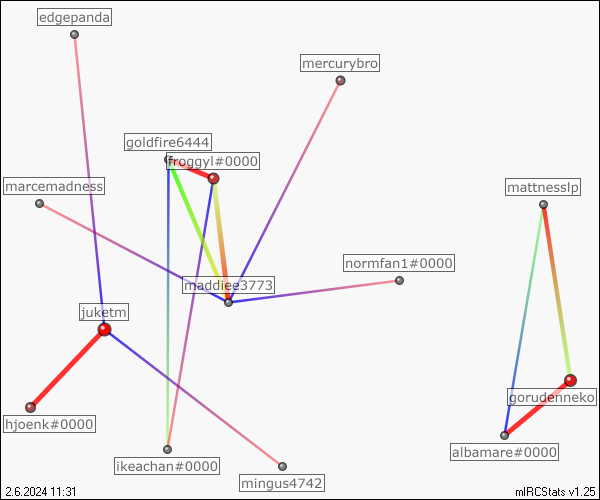 edgepanda
mercurybro
goldfire6444
froggyl#0000
marcemadness
mattnesslp
normfan1#0000
maddiee3773
juketm
gorudenneko
hjoenk#0000
albamare#0000
ikeachan#0000
mingus4742
2.6.2024 11:31
mIRCStats v1.25